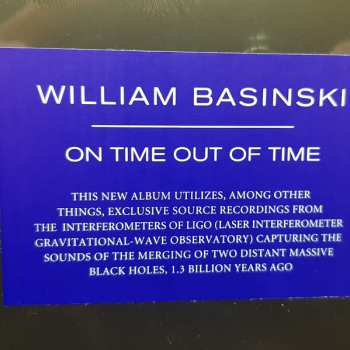 WILLIAM BASINSKI
ON TIME OUT OF TIME
THIS NEW ALBUM UTILIZES, AMONG OTHER
THINGS, EXCLUSIVE SOURCE RECORDINGS FROM
THE INTERFEROMETERS OF LIGO (LASER INTERFEROMETER
GRAVITATIONAL-WAVE OBSERVATORY) CAPTURING THE
SOUNDS OF THE MERGING OF TWO DISTANT MASSIVE
BLACK HOLES, 1.3 BILLION YEARS AGO